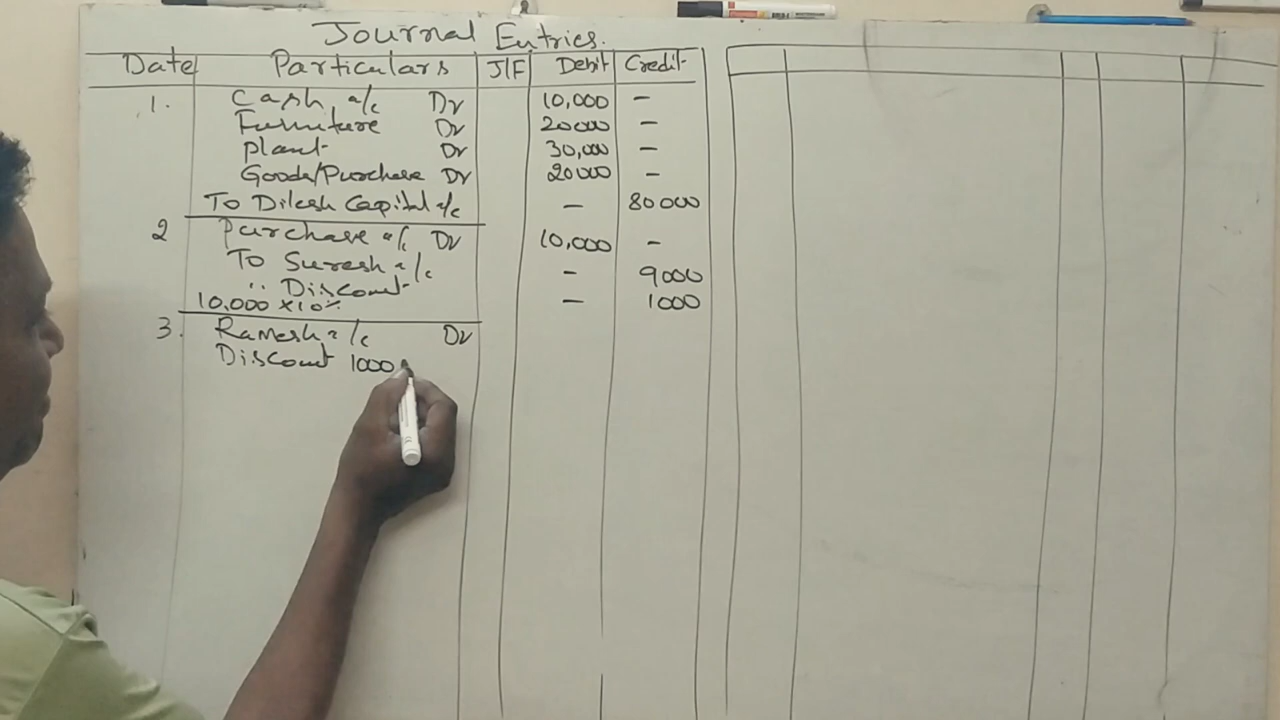 Journal Entries.
Date Particulars J/F Debit Credit
1. Cash a/c Dr 10,000 -
Furniture Dr 20000 -
Plant Dr 30,000 -
Goods/Purchase Dr 20000 -
To Dilesh Capital a/c - 80000
2 Purchase a/c Dr 10,000 -
To Suresh a/c - 9000
" Discount - 1000
10,000 x 10%
3. Ramesh a/c Dr
Discount 1000